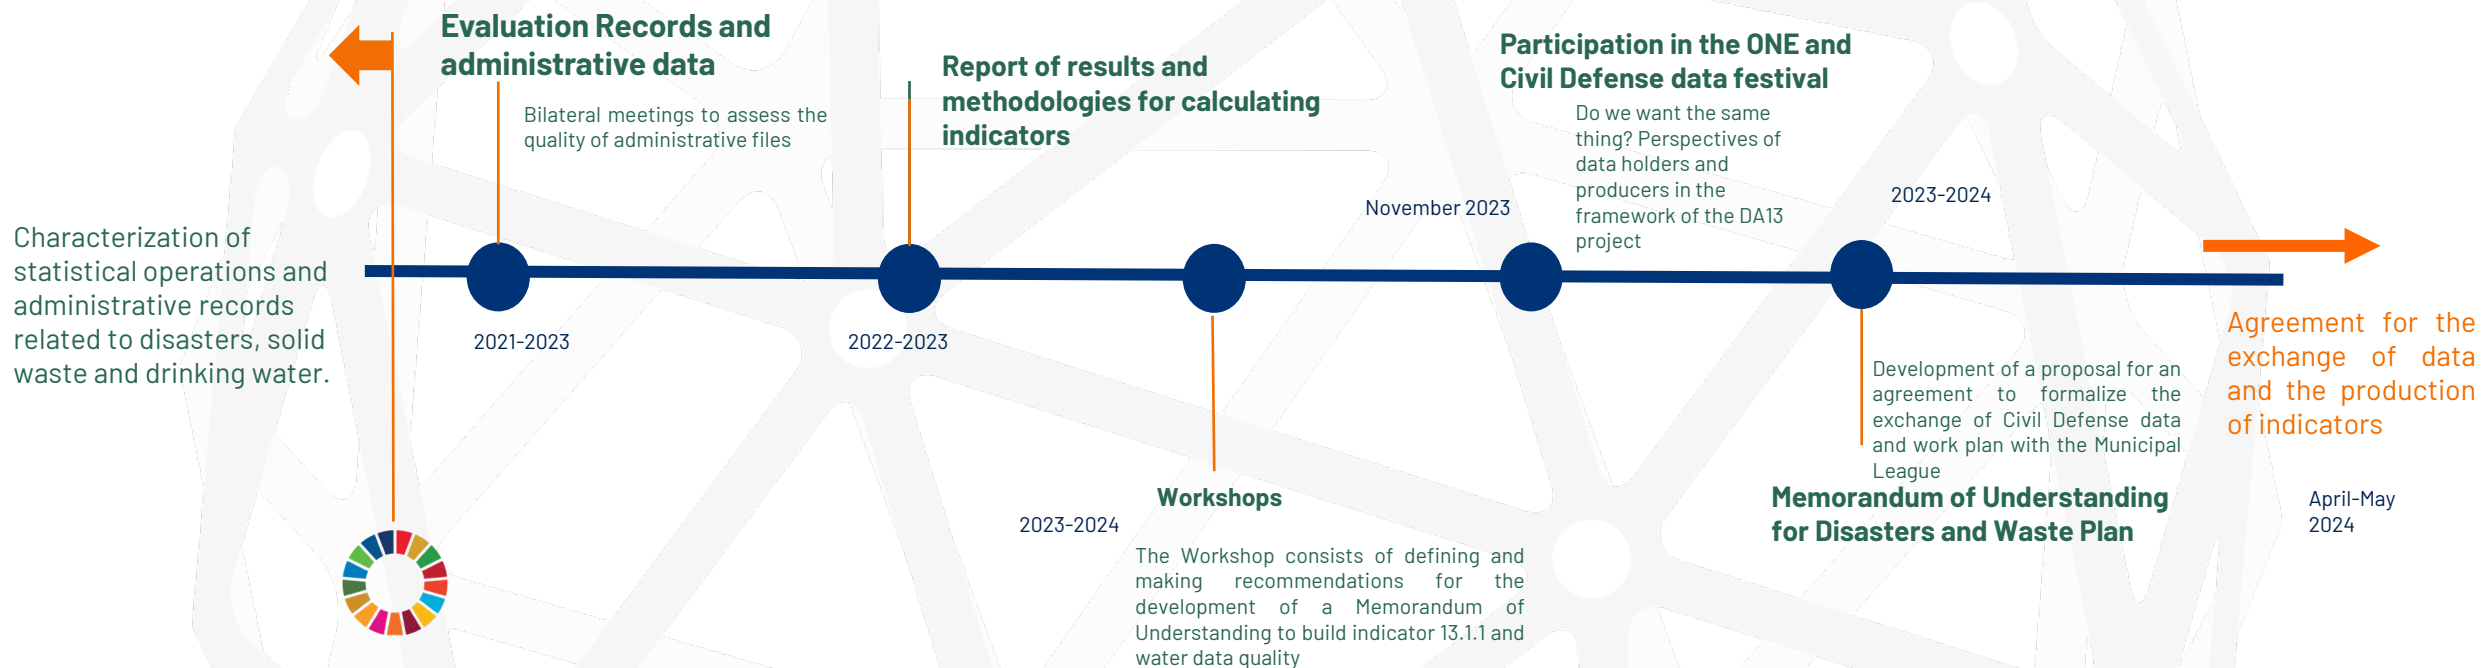 Characterization of
statistical operations and
administrative records
related to disasters, solid
waste and drinking water.
Evaluation Records and
administrative data
Bilateral meetings to assess the
quality of administrative files
2021-2023
Report of results and
methodologies for calculating
indicators
2022-2023
Workshops
2023-2024
The Workshop consists of defining and
making recommendations for the
development of a Memorandum of
Understanding to build indicator 13.1.1 and
water data quality
November 2023
Participation in the ONE and
Civil Defense data festival
Do we want the same
thing? Perspectives of
data holders and
producers in the
framework of the DA13
project
2023-2024
Development of a proposal for an
agreement to formalize the
exchange of Civil Defense data
and work plan with the Municipal
League
Memorandum of Understanding
for Disasters and Waste Plan
Agreement for the
exchange of data
and the production
of indicators
April-May
2024